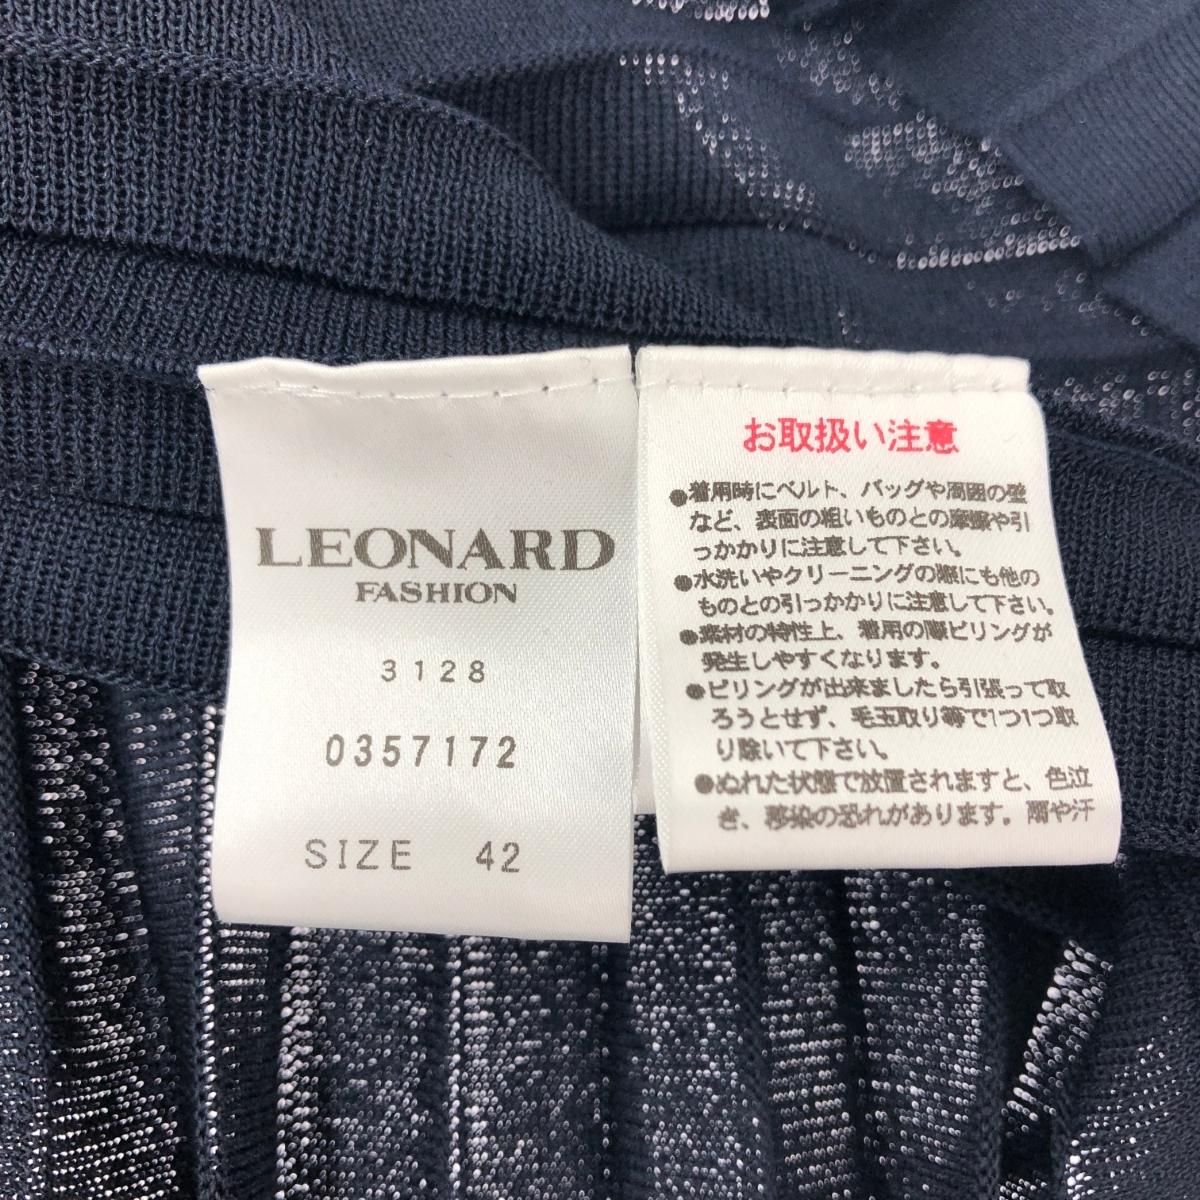 LEONARD
FASHION
3128
0357172
SIZE 42
お取扱い注意
●着用時にベルト、バッグや周囲の壁
など、表面の粗いものとの摩擦や引
っかかりに注意して下さい。
●水洗いやクリーニングの際にも他の
ものとの引っかかりに注意して下さい。
●素材の特性上、着用の際ピリングが
発生しやすくなります。
●ピリングが出来ましたら引張って取
ろうとせず、毛玉取り等で1つ1つ取
り除いて下さい。
●ぬれた状態で放置されますと、色泣
き、移染の恐れがあります。雨や汗